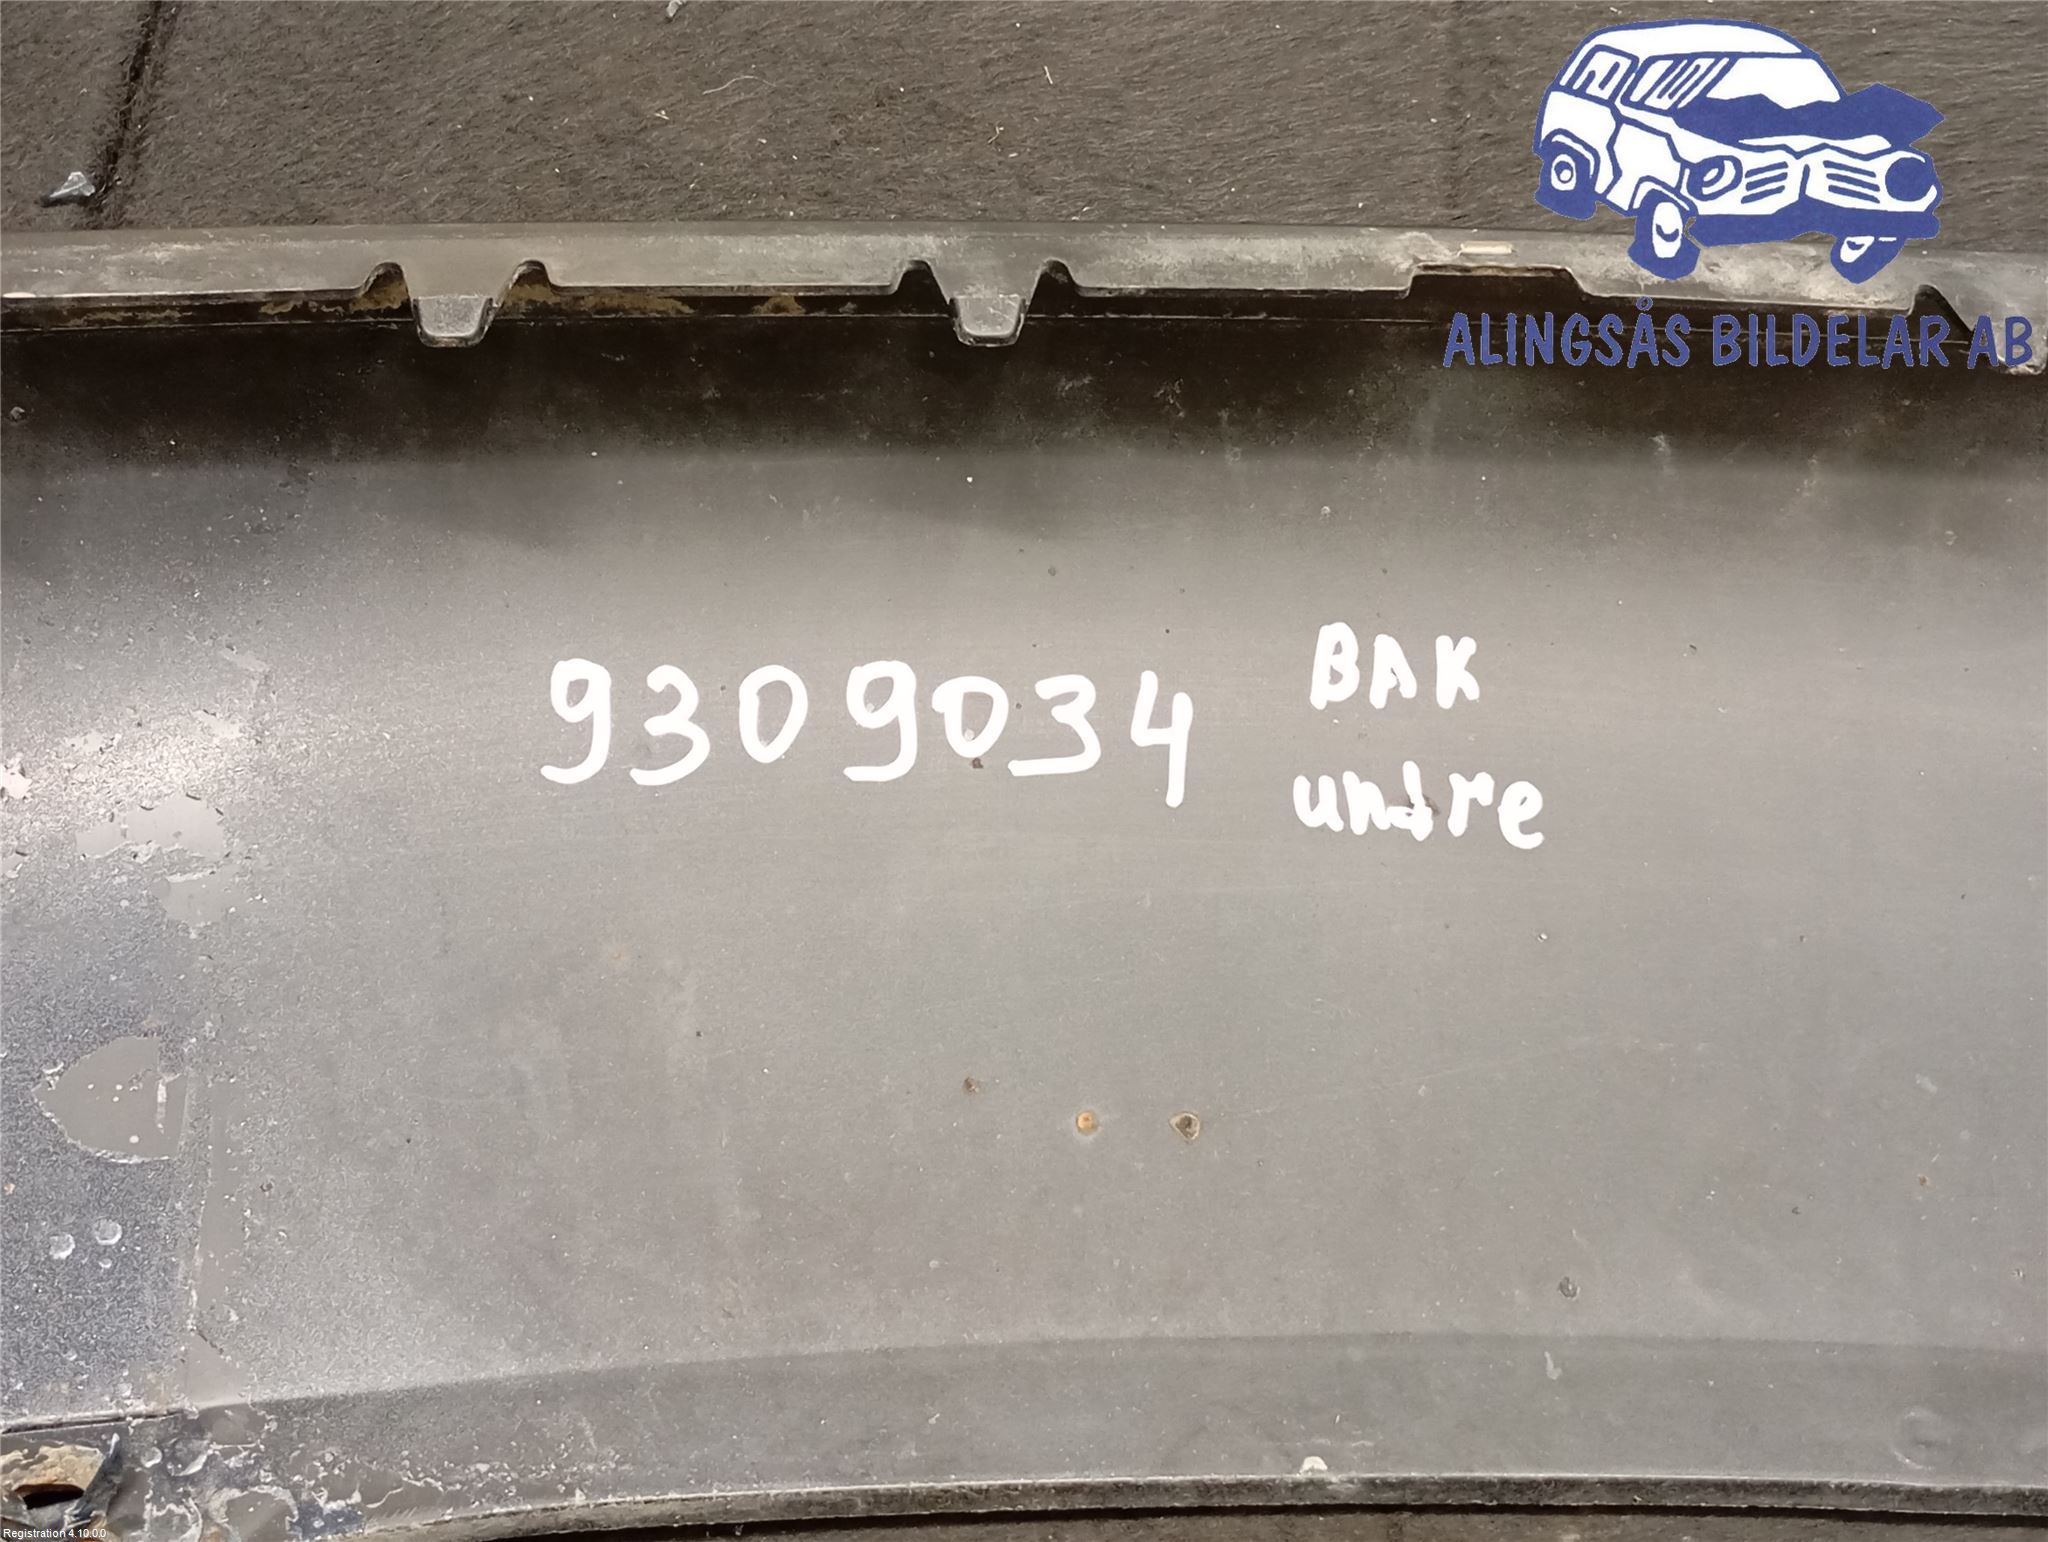 ALINGSÅS BILDELAR AB
9309034
BAK
undre
Registration 4.10.0.0